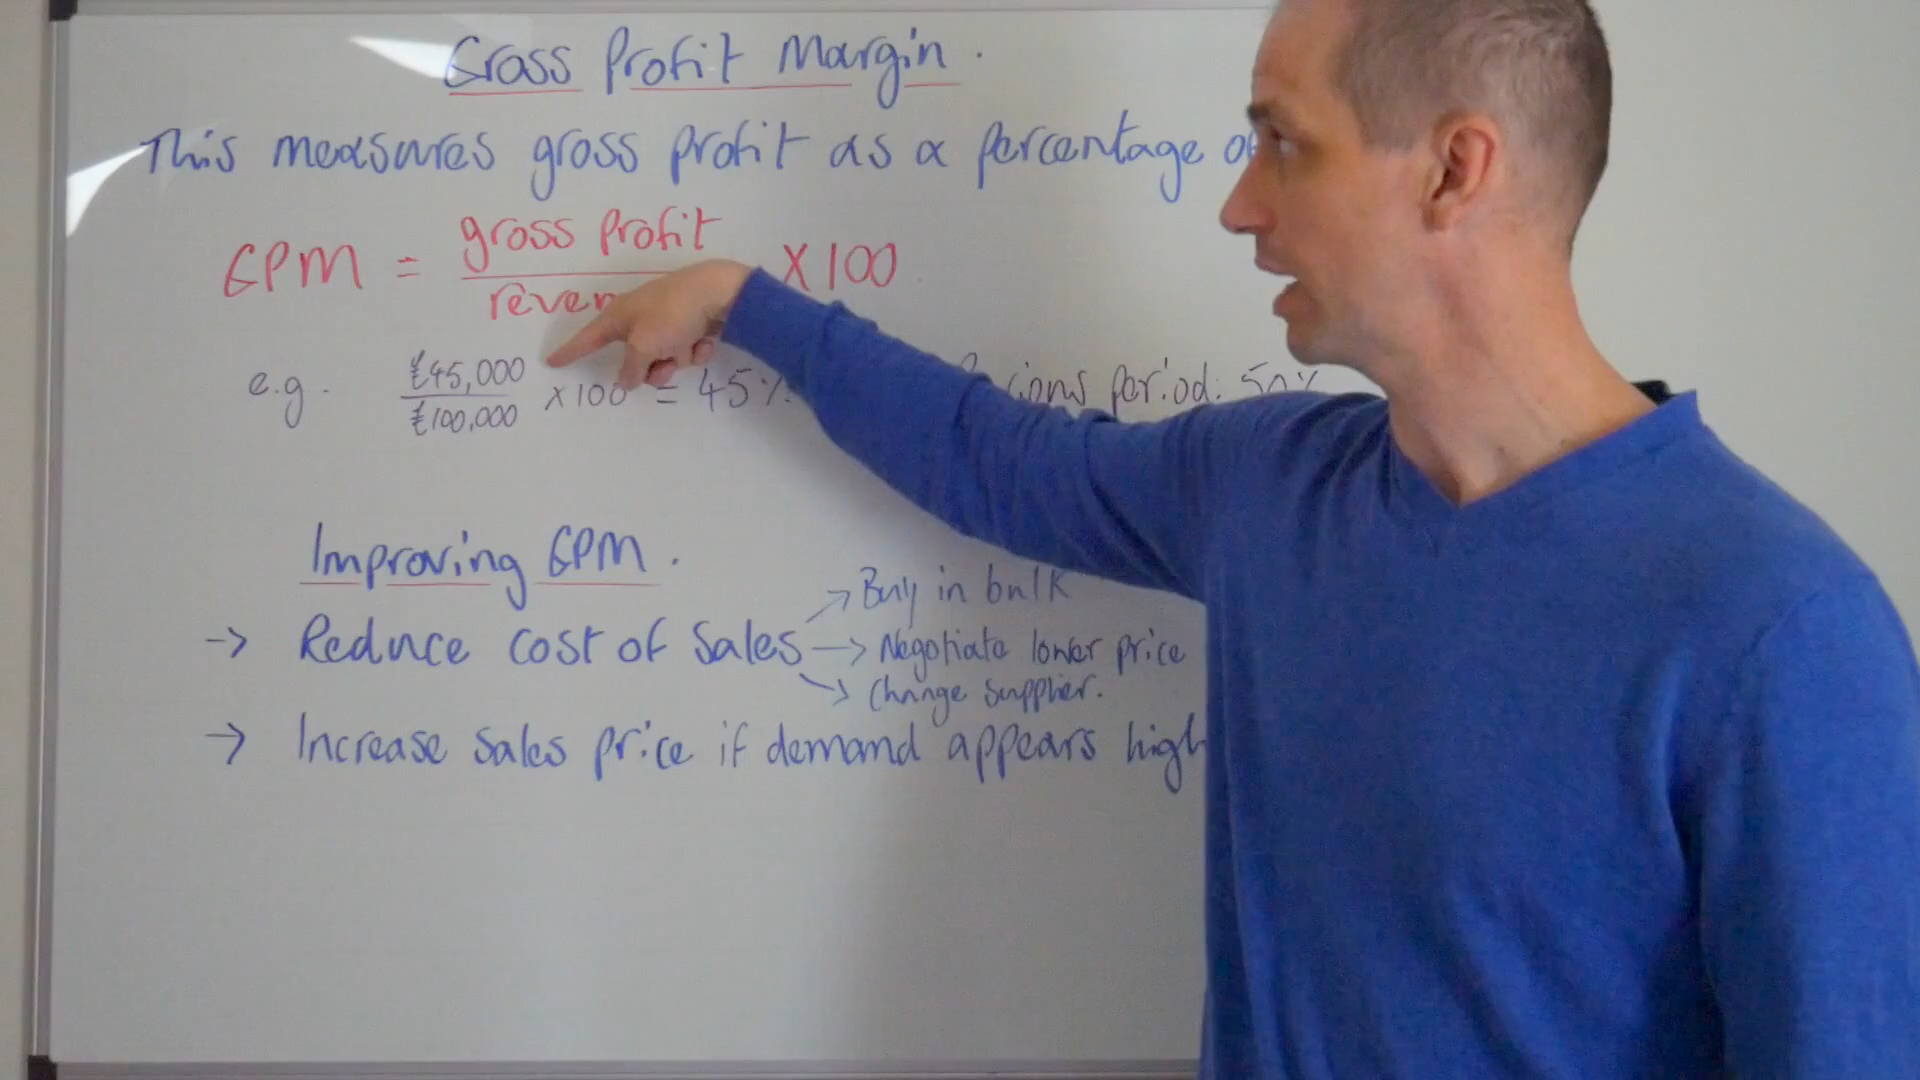 Gross Profit Margin.
This measures gross profit as a percentage of
GPM = gross profit x 100
e.g. £45,000 x 100 = 45%
£100,000
period: 50%
Improving GPM.
→ Reduce cost of sales → Buy in bulk
→ Negotiate lower price
→ Change supplier.
→ Increase sales price if demand appears high